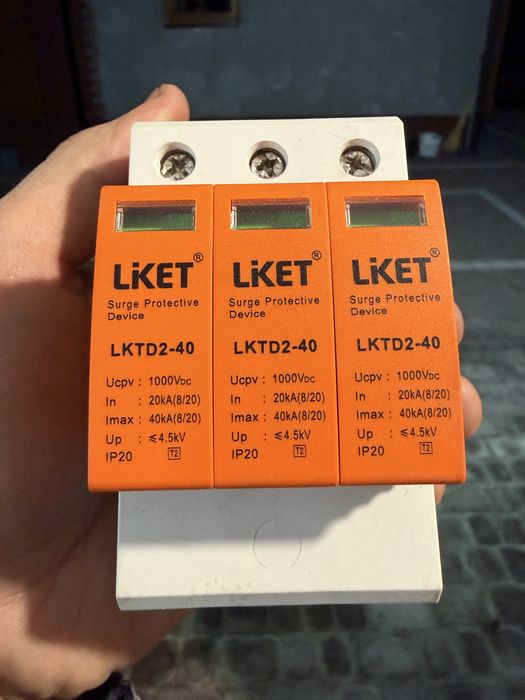 LiKET®
Surge Protective
Device
LKTD2-40
Ucpv : 1000VDC
In : 20kA(8/20)
Imax : 40kA(8/20)
Up : ≤4.5kV
IP20 T2
LiKET®
Surge Protective
Device
LKTD2-40
Ucpv : 1000VDC
In : 20kA(8/20)
Imax : 40kA(8/20)
Up : ≤4.5kV
IP20 T2
LiKET®
Surge Protective
Device
LKTD2-40
Ucpv : 1000VDC
In : 20kA(8/20)
Imax : 40kA(8/20)
Up : ≤4.5kV
IP20 T2